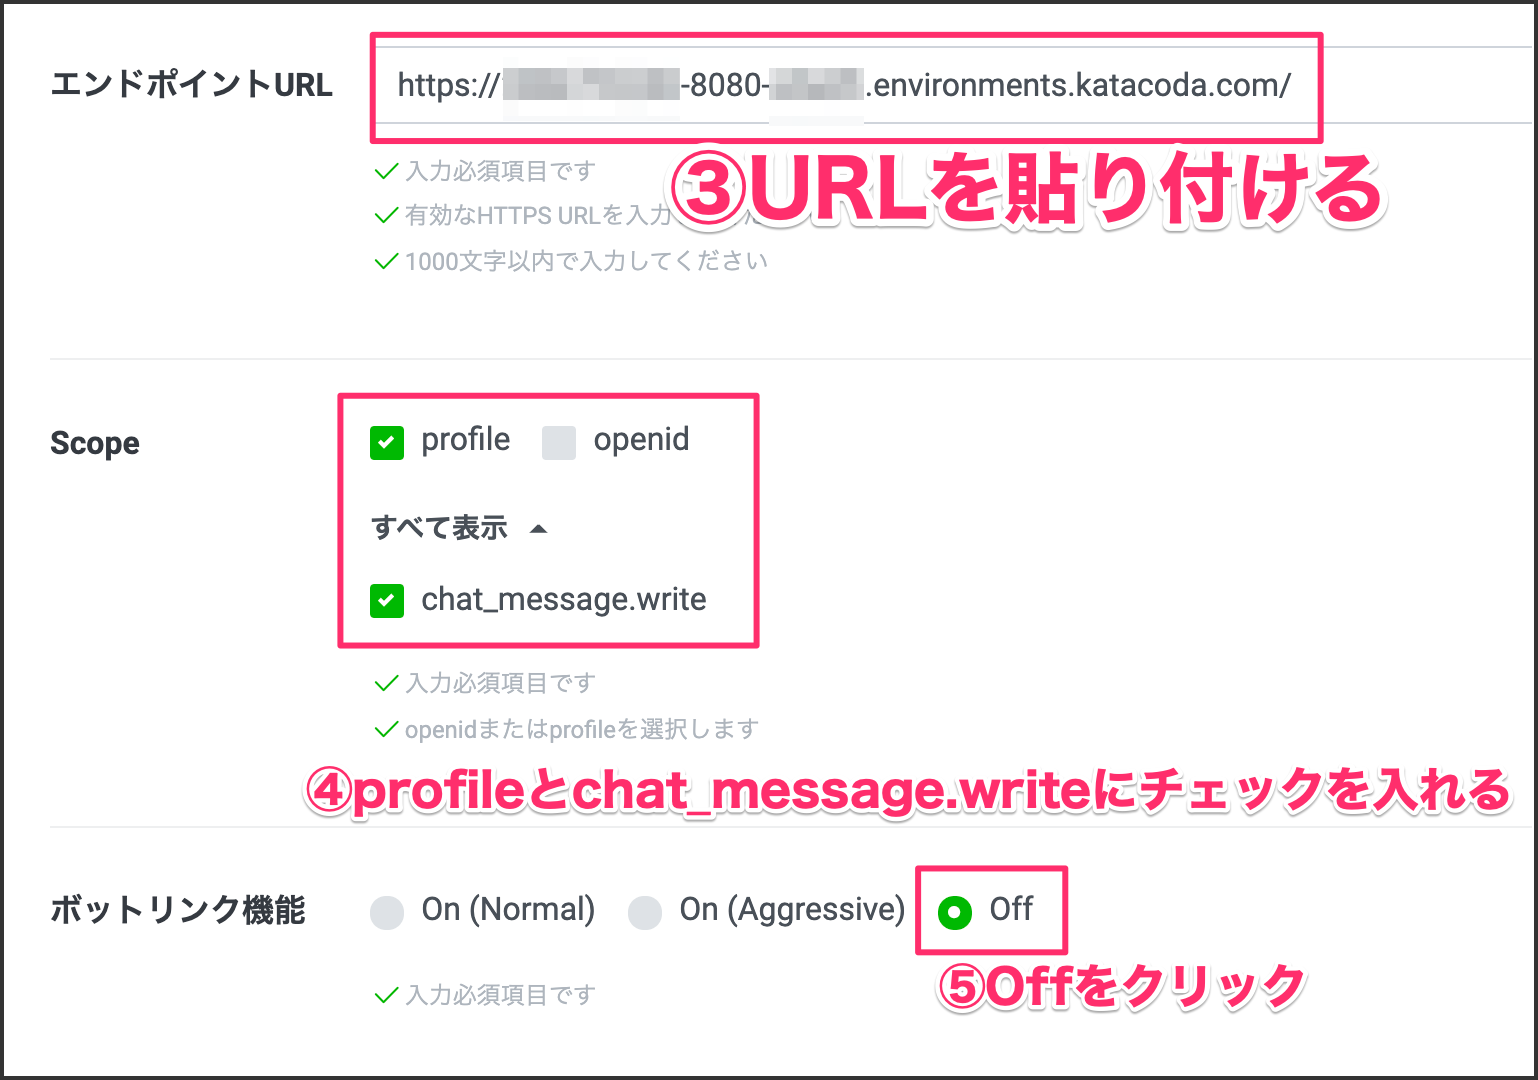 エンドポイントURL
https:// -8080- .environments.katacoda.com/
入力必須項目です
③URLを貼り付ける
有効なHTTPS URLを入力
1000文字以内で入力してください
Scope
profile openid
すべて表示
chat_message.write
入力必須項目です
openidまたはprofileを選択します
④profileとchat_message.writeにチェックを入れる
ボットリンク機能
On (Normal) On (Aggressive) Off
⑤Offをクリック
入力必須項目です